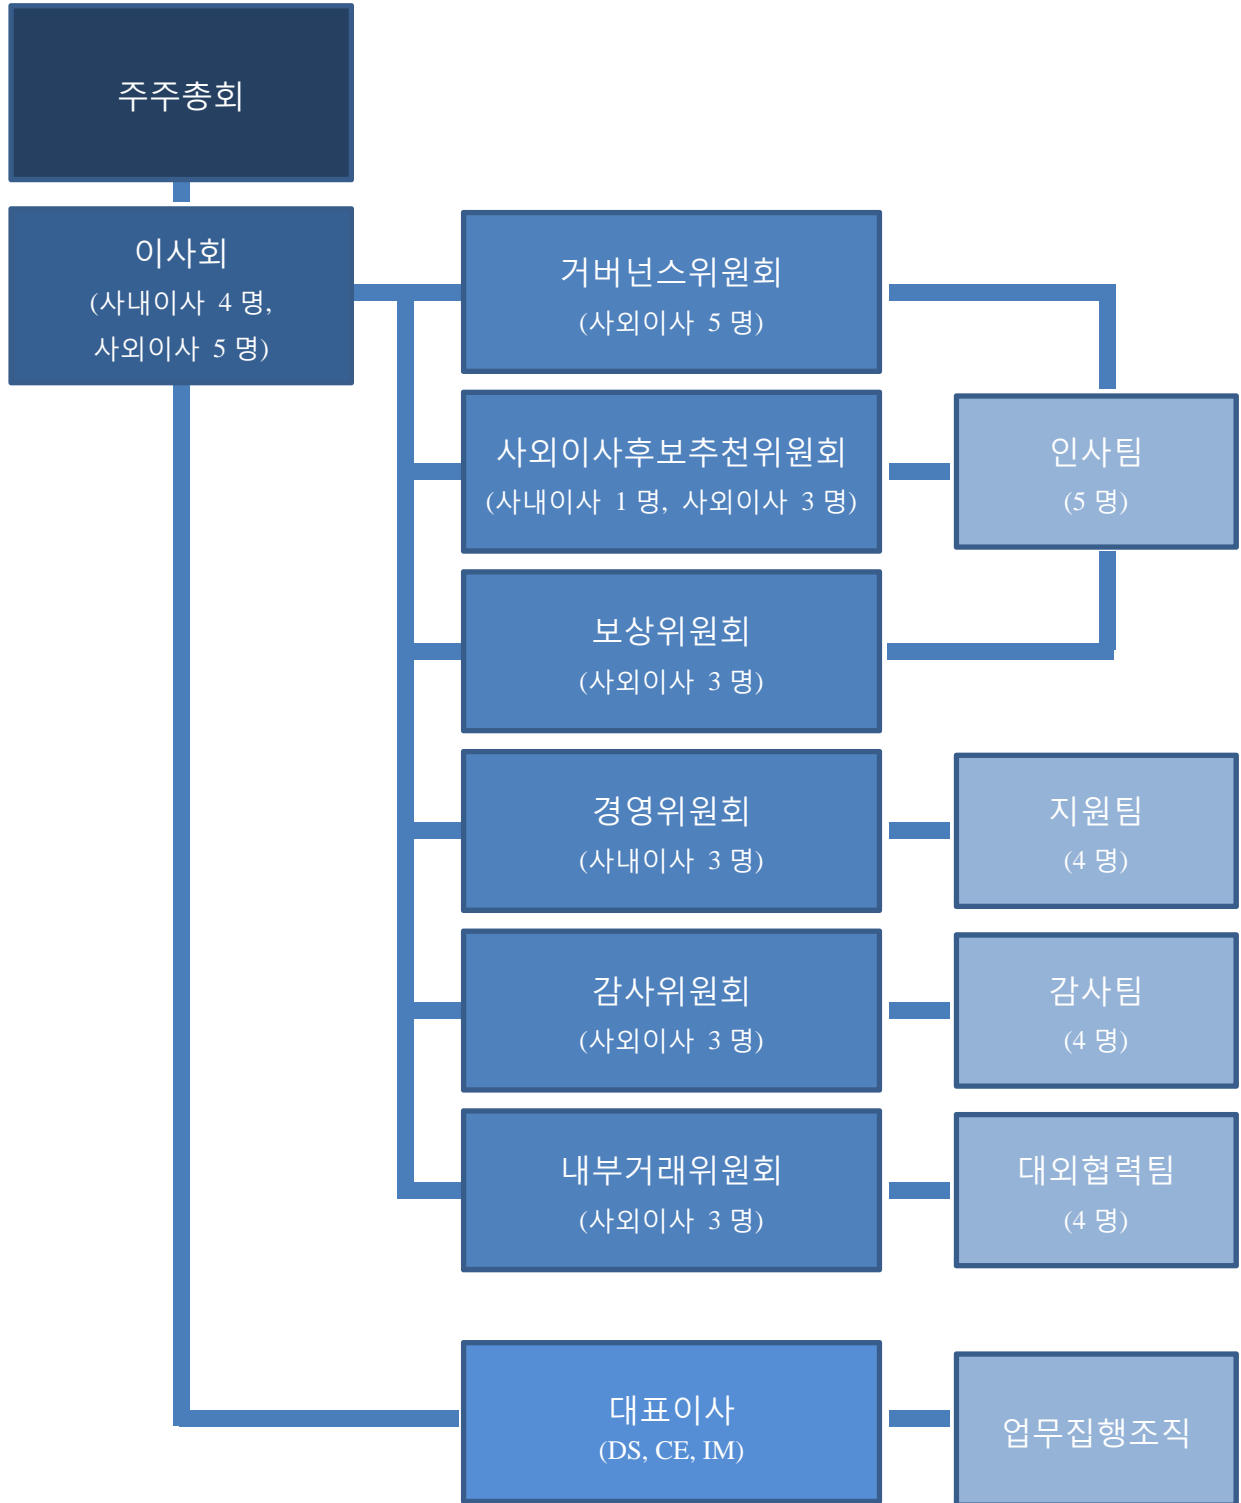 주주총회
이사회
(사내이사 4 명,
사외이사 5 명)
거버넌스위원회
(사외이사 5 명)
사외이사후보추천위원회
(사내이사 1 명, 사외이사 3 명)
인사팀
(5 명)
보상위원회
(사외이사 3 명)
경영위원회
(사내이사 3 명)
지원팀
(4 명)
감사위원회
(사외이사 3 명)
감사팀
(4 명)
내부거래위원회
(사외이사 3 명)
대외협력팀
(4 명)
대표이사
(DS, CE, IM)
업무집행조직